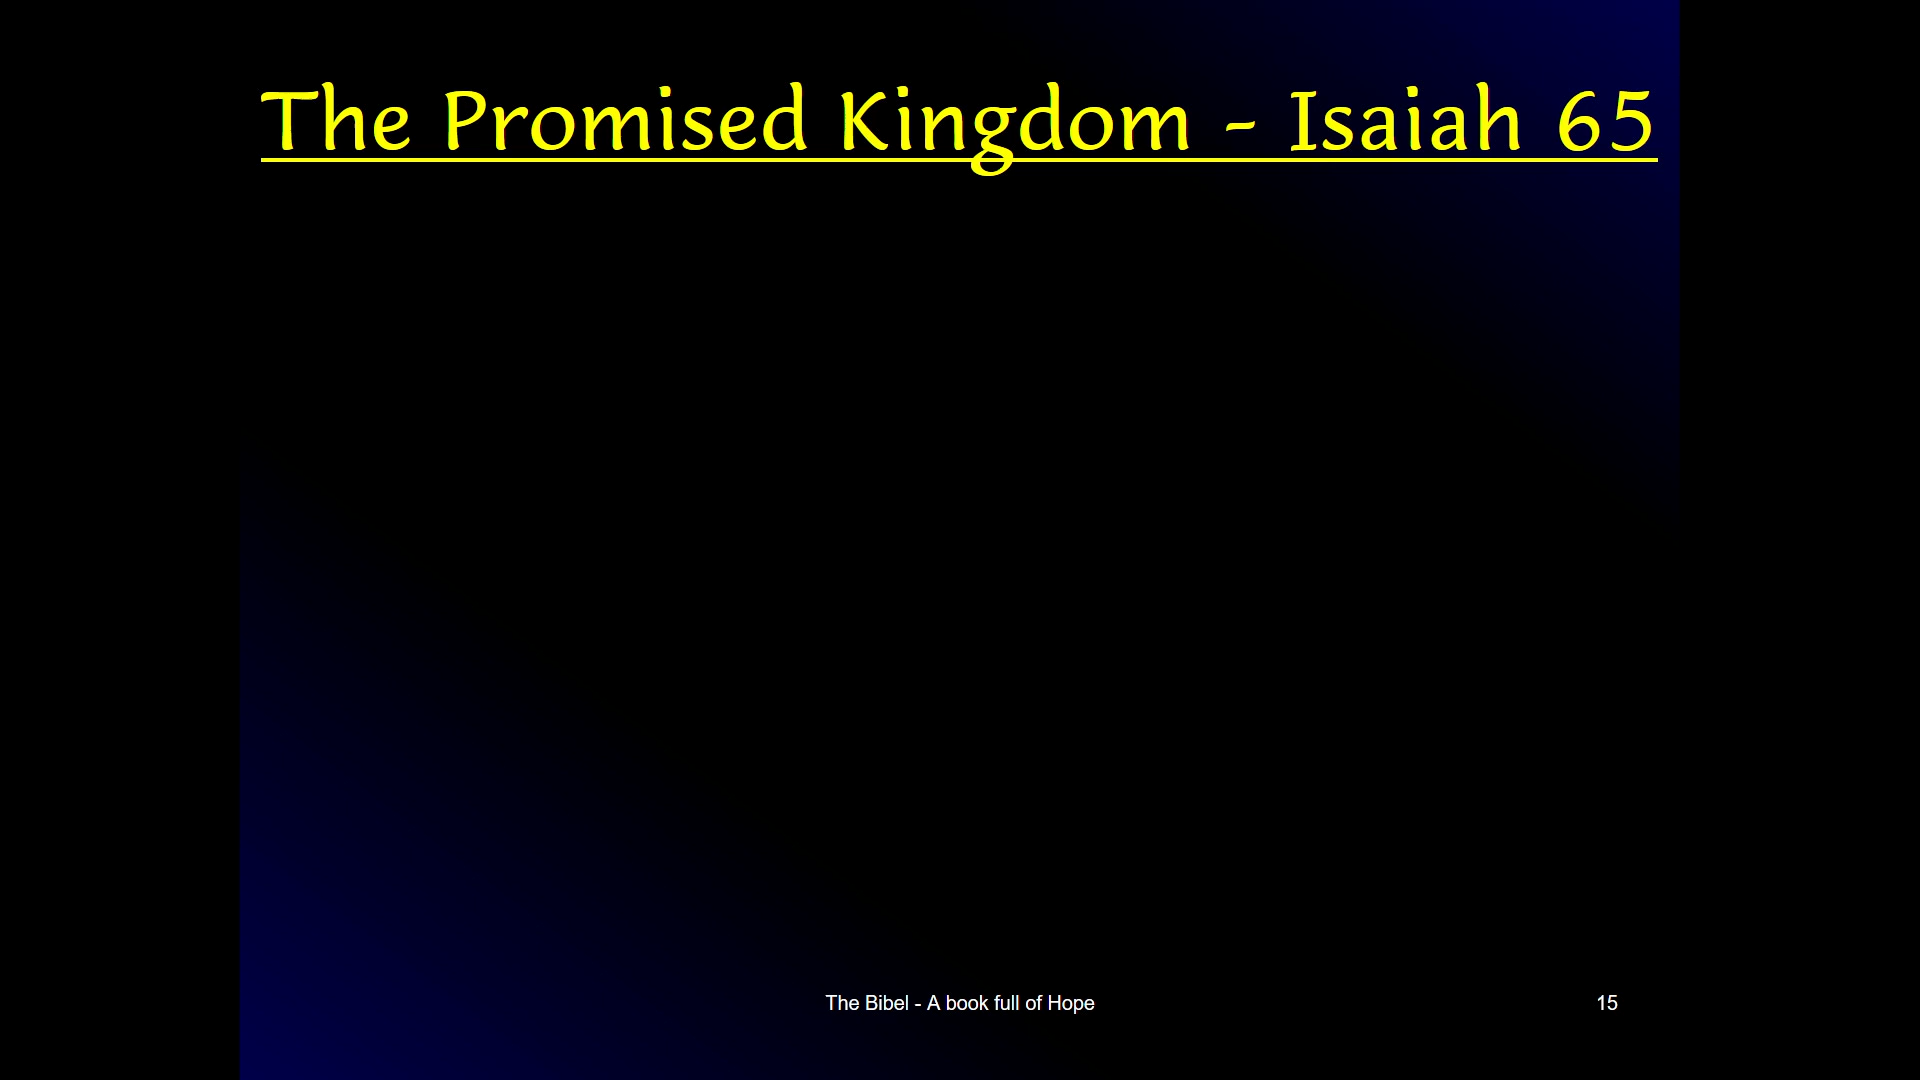 The Promised Kingdom - Isaiah 65
The Bibel - A book full of Hope
15